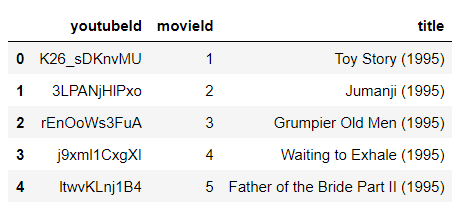 youtubeId movieId title
0 K26_sDKnvMU 1 Toy Story (1995)
1 3LPANjHlPxo 2 Jumanji (1995)
2 rEnOoWs3FuA 3 Grumpier Old Men (1995)
3 j9xml1CxgXI 4 Waiting to Exhale (1995)
4 ltwvKLnj1B4 5 Father of the Bride Part II (1995)